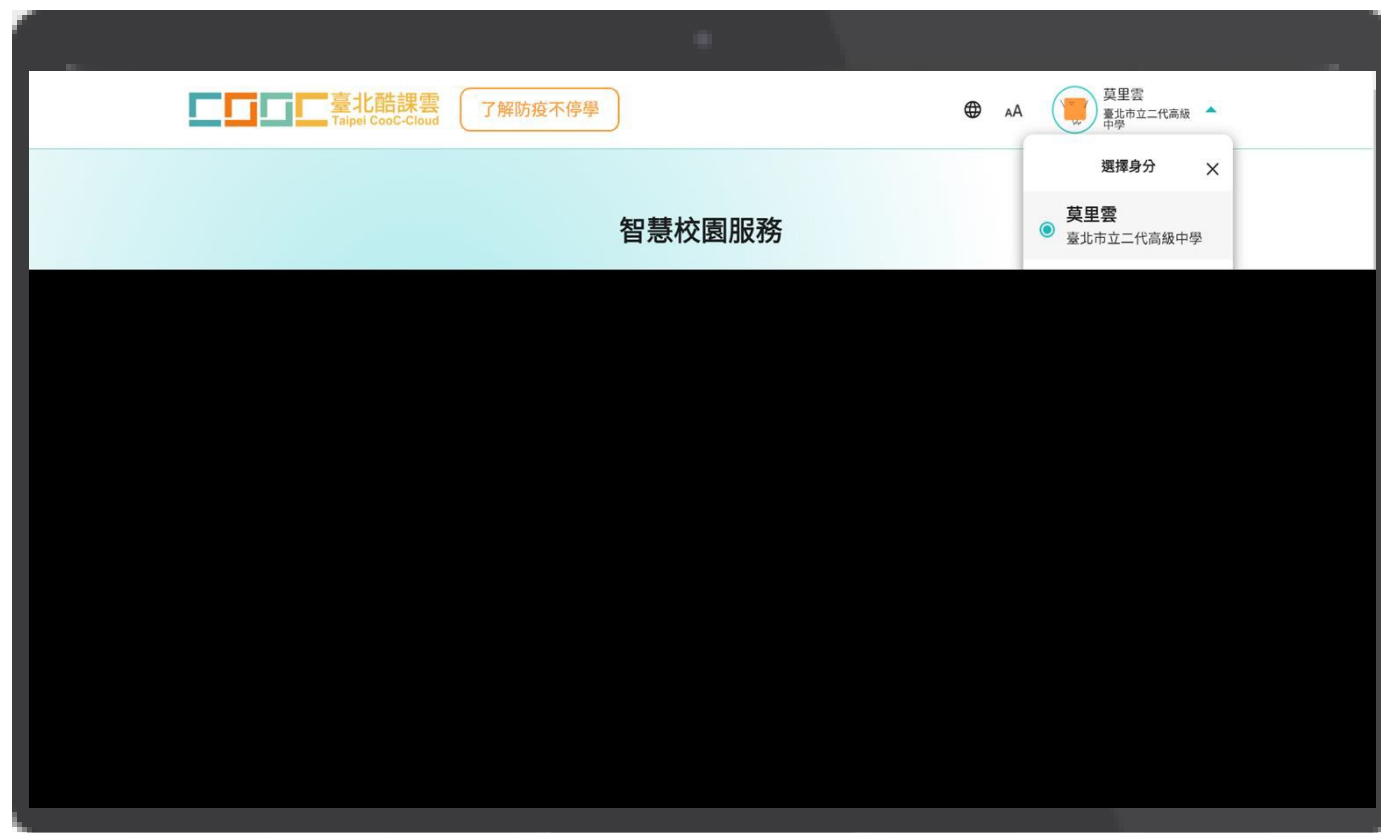 臺北酷課雲
Taipei CooC-Cloud
了解防疫不停學
AA
莫里雲
臺北市立二代高級
中學
選擇身分
智慧校園服務
莫里雲
臺北市立二代高級中學